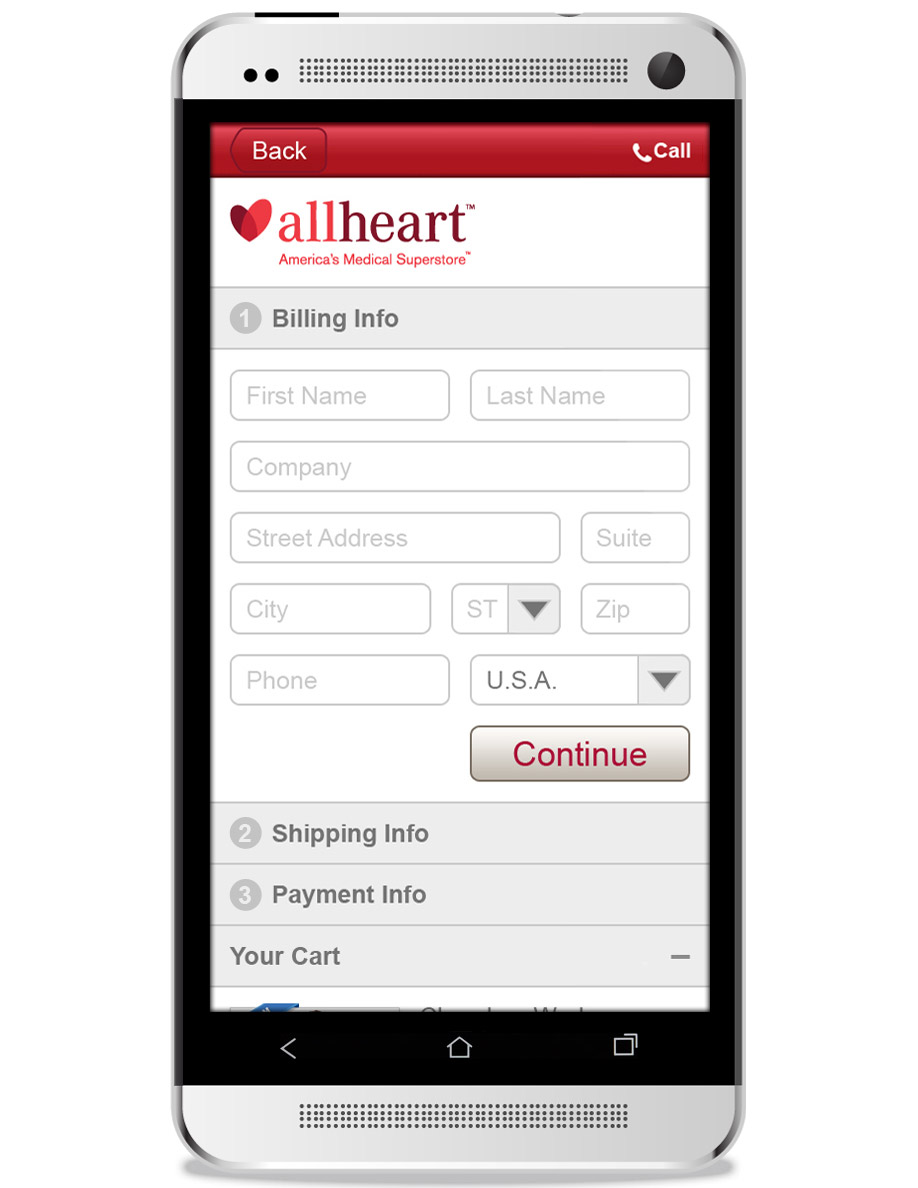 Back
Call
allheart™
America's Medical Superstore™
1 Billing Info
First Name Last Name
Company
Street Address Suite
City ST Zip
Phone U.S.A.
Continue
2 Shipping Info
3 Payment Info
Your Cart